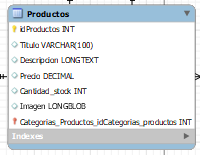 Productos
idProductos INT
Titulo VARCHAR(100)
Descripcion LONGTEXT
Precio DECIMAL
Cantidad_stock INT
Imagen LONGBLOB
Categorias_Productos_idCategorias_productos INT
Indexes